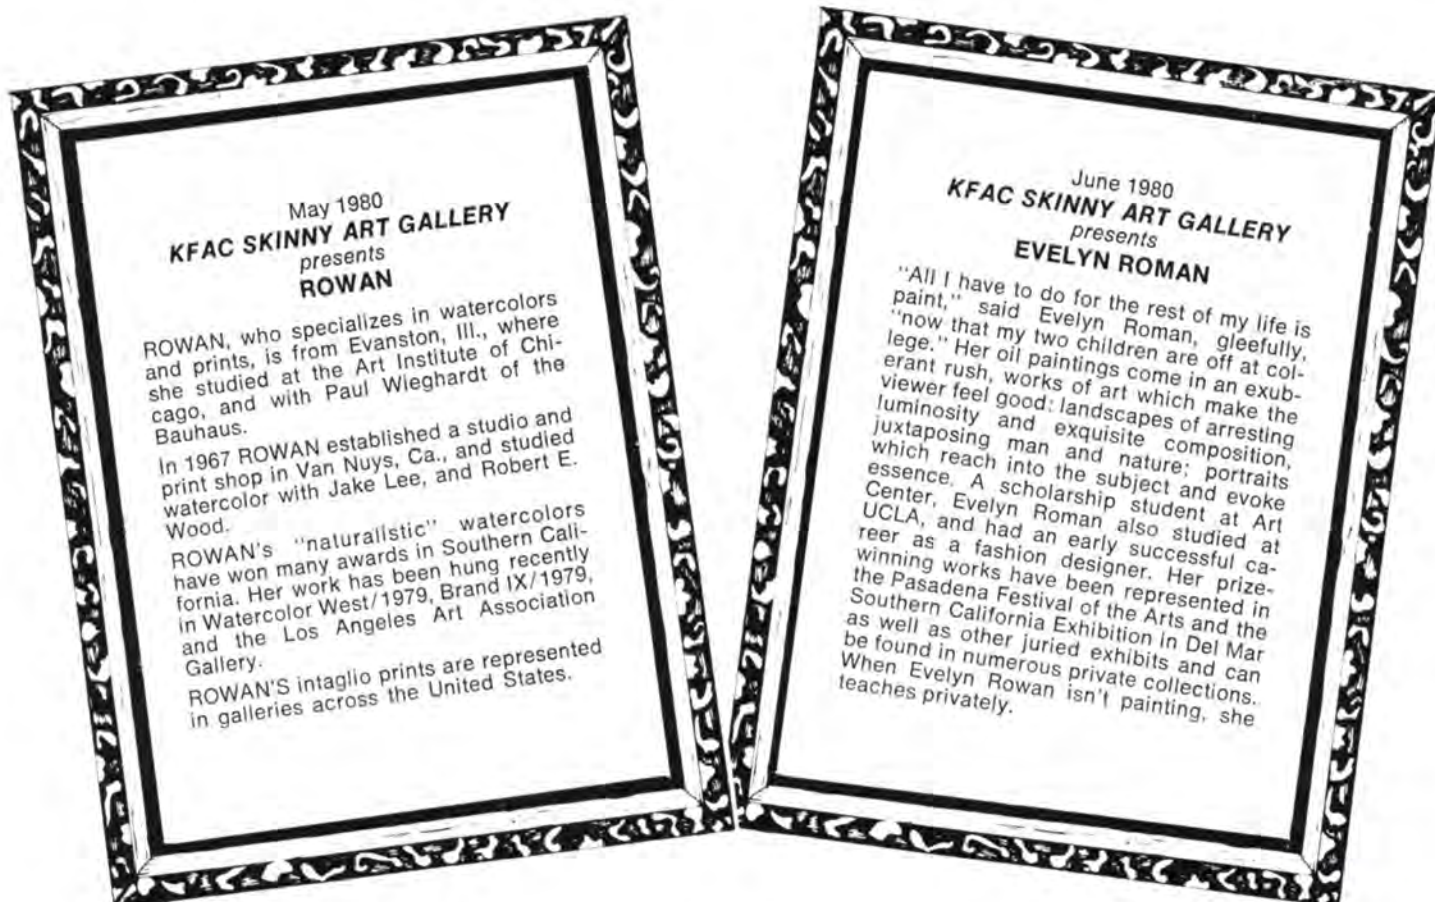 May 1980
KFAC SKINNY ART GALLERY
presents
ROWAN
ROWAN, who specializes in watercolors
and prints, is from Evanston, Ill., where
she studied at the Art Institute of Chi-
cago, and with Paul Wieghardt of the
Bauhaus.
In 1967 ROWAN established a studio and
print shop in Van Nuys, Ca., and studied
watercolor with Jake Lee, and Robert E.
Wood.
ROWAN's "naturalistic" watercolors
have won many awards in Southern Cali-
fornia. Her work has been hung recently
in Watercolor West/1979, Brand IX/1979,
and the Los Angeles Art Association
Gallery.
ROWAN'S intaglio prints are represented
in galleries across the United States.
June 1980
KFAC SKINNY ART GALLERY
presents
EVELYN ROMAN
"All I have to do for the rest of my life is
paint," said Evelyn Roman, gleefully,
"now that my two children are off at col-
lege." Her oil paintings come in an exub-
erant rush, works of art which make the
viewer feel good: landscapes of arresting
luminosity and exquisite composition,
juxtaposing man and nature; portraits
which reach into the subject and evoke
essence. A scholarship student at Art
Center, Evelyn Roman also studied at
UCLA, and had an early successful ca-
reer as a fashion designer. Her prize-
winning works have been represented in
the Pasadena Festival of the Arts and the
Southern California Exhibition in Del Mar
as well as other juried exhibits and can
be found in numerous private collections.
When Evelyn Rowan isn't painting, she
teaches privately.